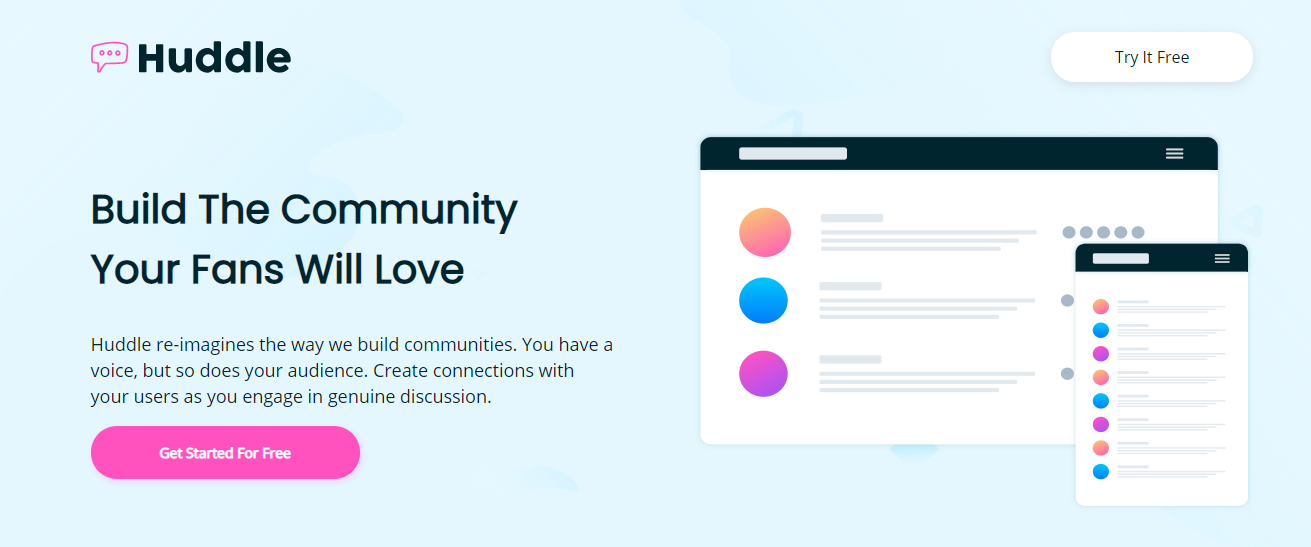 Huddle
Try It Free
Build The Community
Your Fans Will Love
Huddle re-imagines the way we build communities. You have a
voice, but so does your audience. Create connections with
your users as you engage in genuine discussion.
Get Started For Free